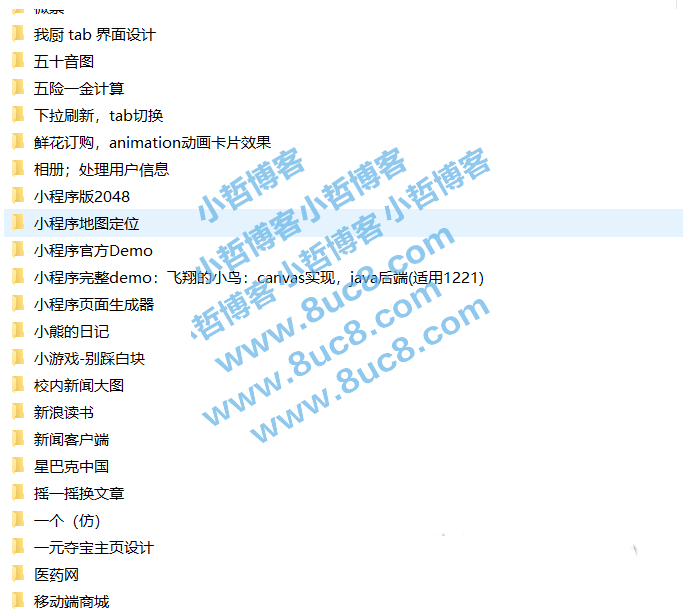 我厨 tab 界面设计
五十音图
五险一金计算
下拉刷新，tab切换
鲜花订购，animation动画卡片效果
相册；处理用户信息
小程序版2048
小程序地图定位
小程序官方Demo
小程序完整demo：飞翔的小鸟：canvas实现，java后端(适用1221)
小程序页面生成器
小熊的日记
小游戏-别踩白块
校内新闻大图
新浪读书
新闻客户端
星巴克中国
摇一摇换文章
一个（仿）
一元夺宝主页设计
医药网
移动端商城
小哲博客
小哲博客小哲博客
小哲博客小哲博客 小哲博客
www.8uc8.com
www.8uc8.com
www.8uc8.com